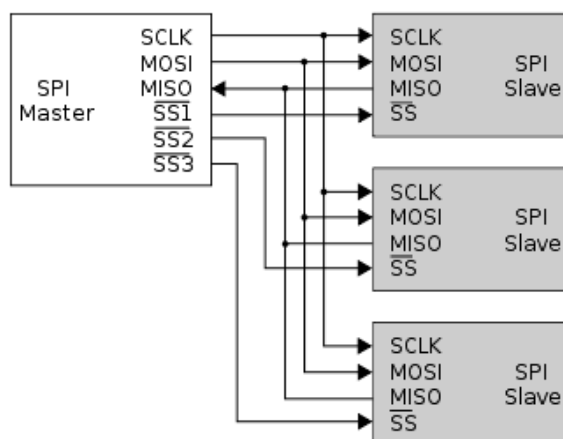 SPI
Master
SCLK
MOSI
MISO
SS1
SS2
SS3
SCLK
MOSI
MISO
SS
SPI
Slave
SCLK
MOSI
MISO
SS
SPI
Slave
SCLK
MOSI
MISO
SS
SPI
Slave